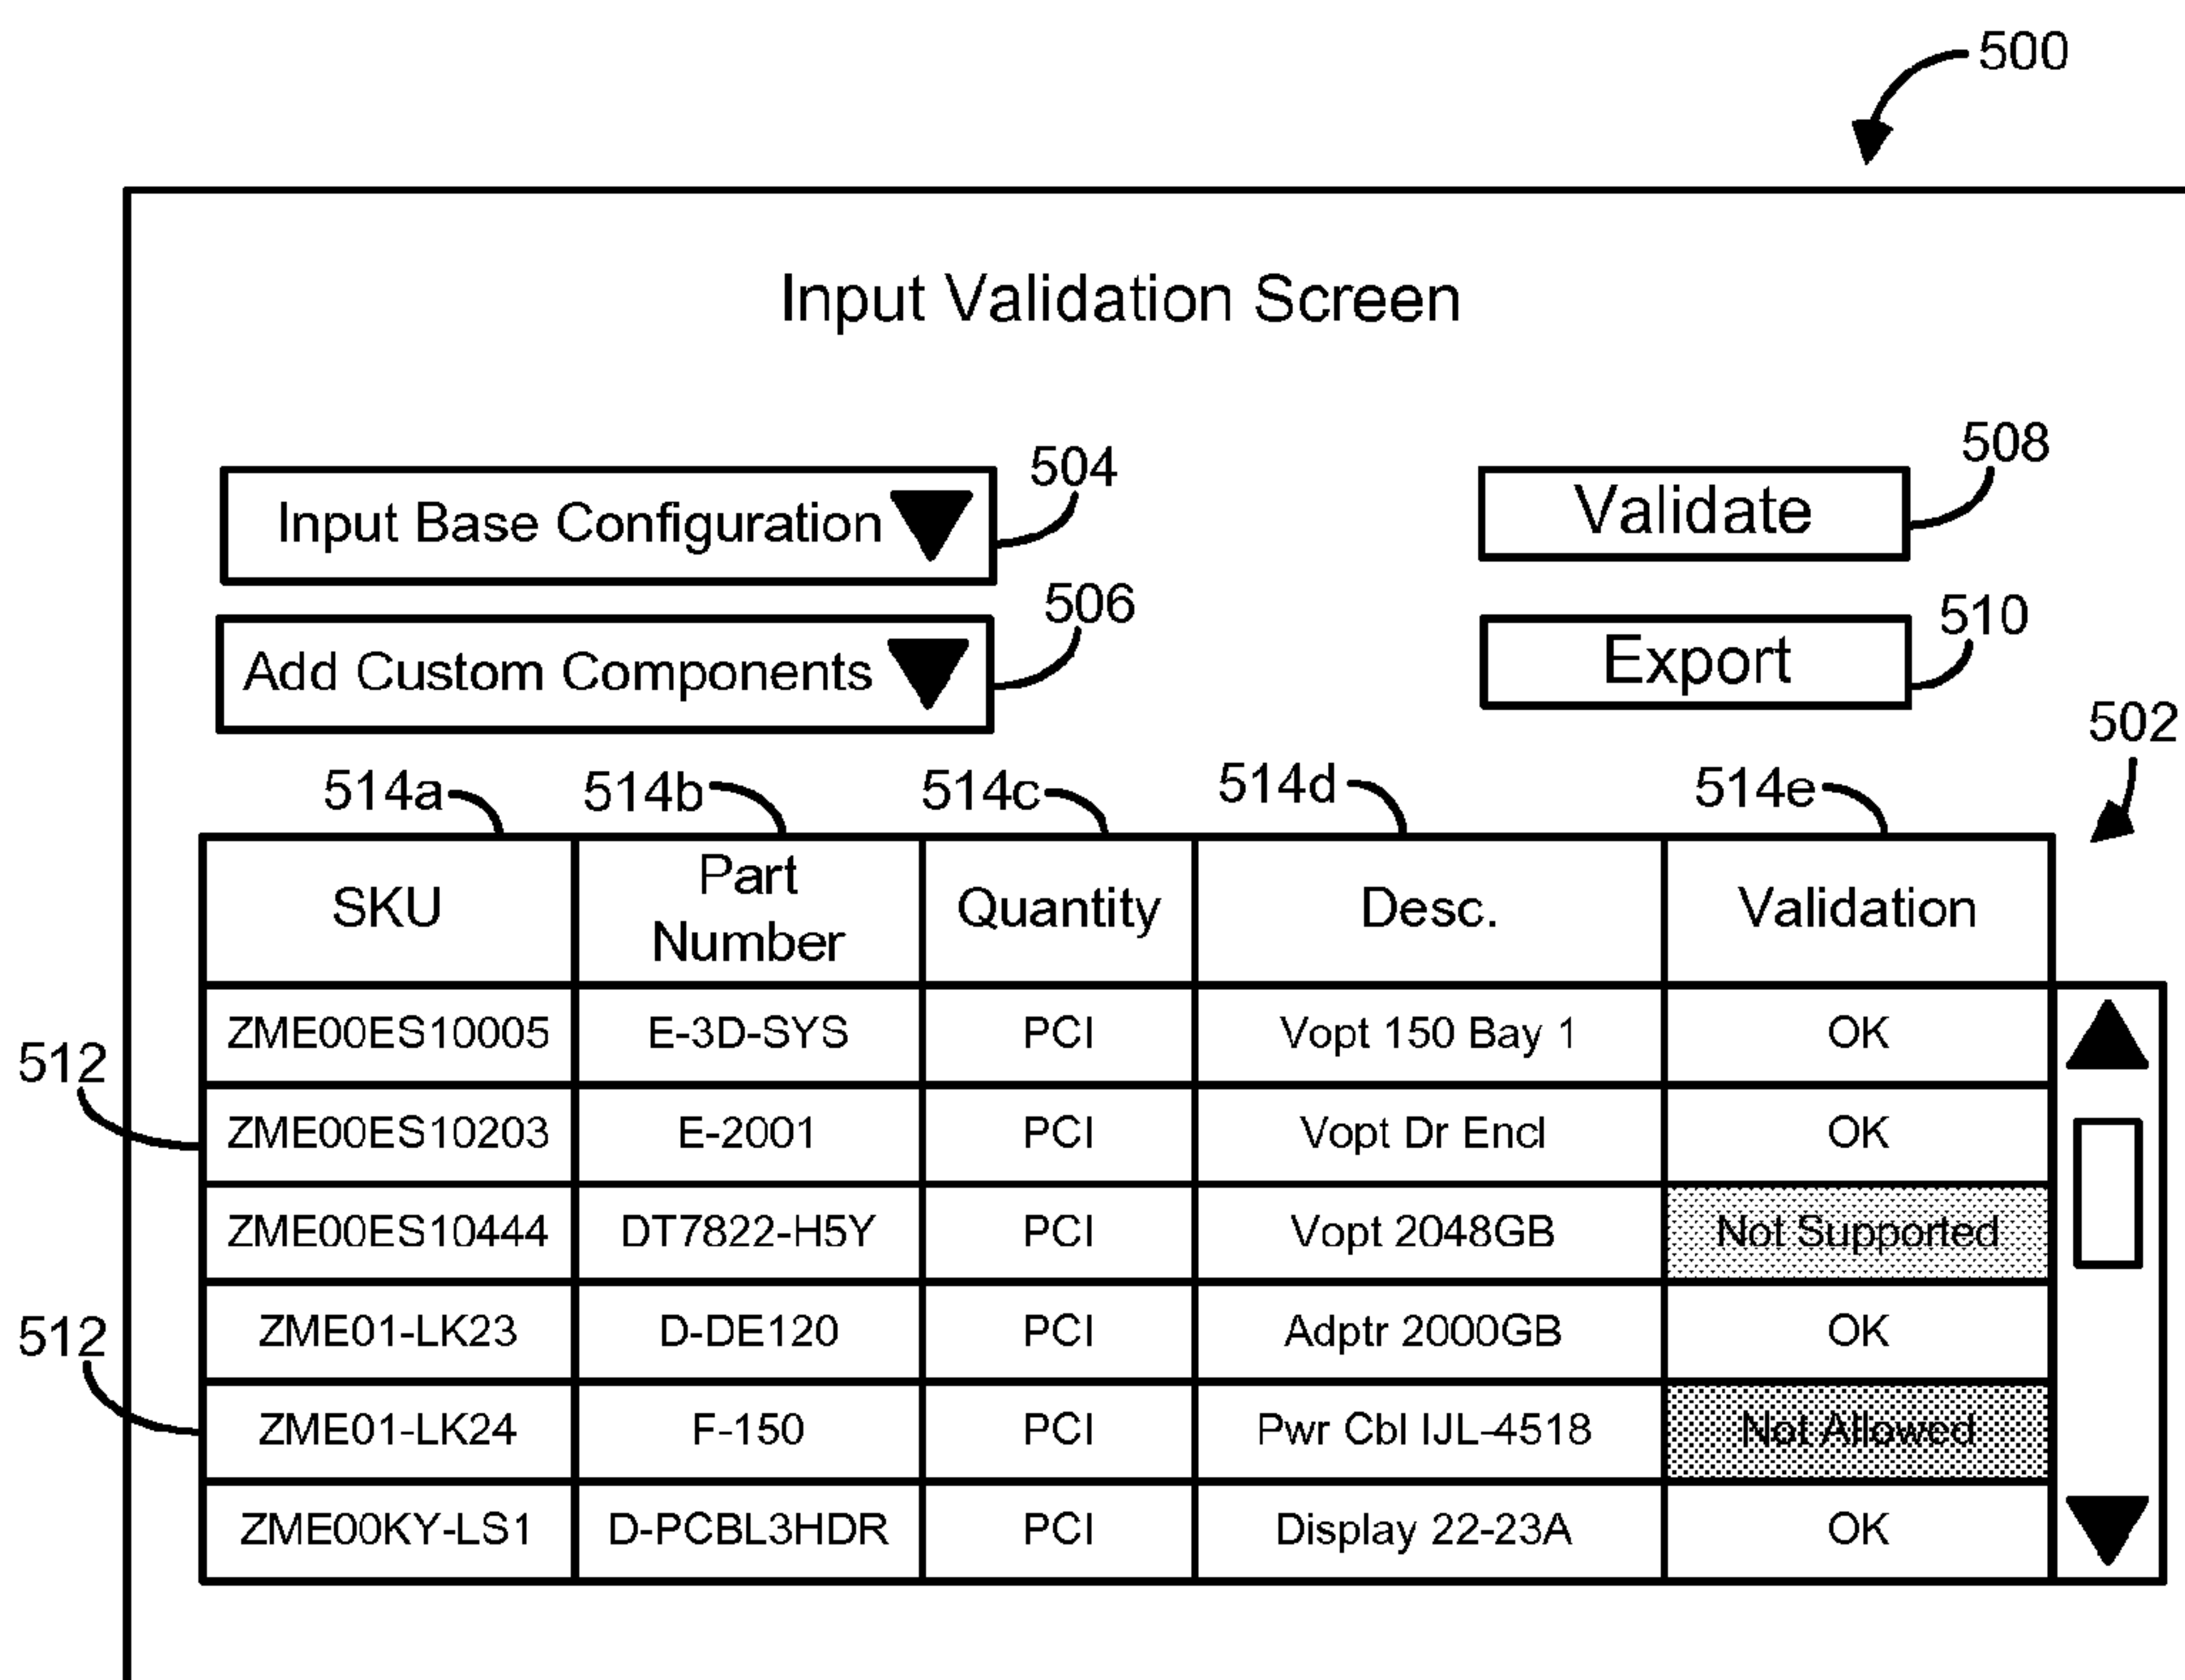 500
Input Validation Screen
Input Base Configuration
504
Validate
508
Add Custom Components
506
Export
510
502
514a 514b 514c 514d 514e
SKU Part Number Quantity Desc. Validation
ZME00ES10005 E-3D-SYS PCI Vopt 150 Bay 1 OK
512
ZME00ES10203 E-2001 PCI Vopt Dr Encl OK
ZME00ES10444 DT7822-H5Y PCI Vopt 2048GB Not Supported
512
ZME01-LK23 D-DE120 PCI Adptr 2000GB OK
ZME01-LK24 F-150 PCI Pwr Cbl IJL-4518 Not Allowed
ZME00KY-LS1 D-PCBL3HDR PCI Display 22-23A OK